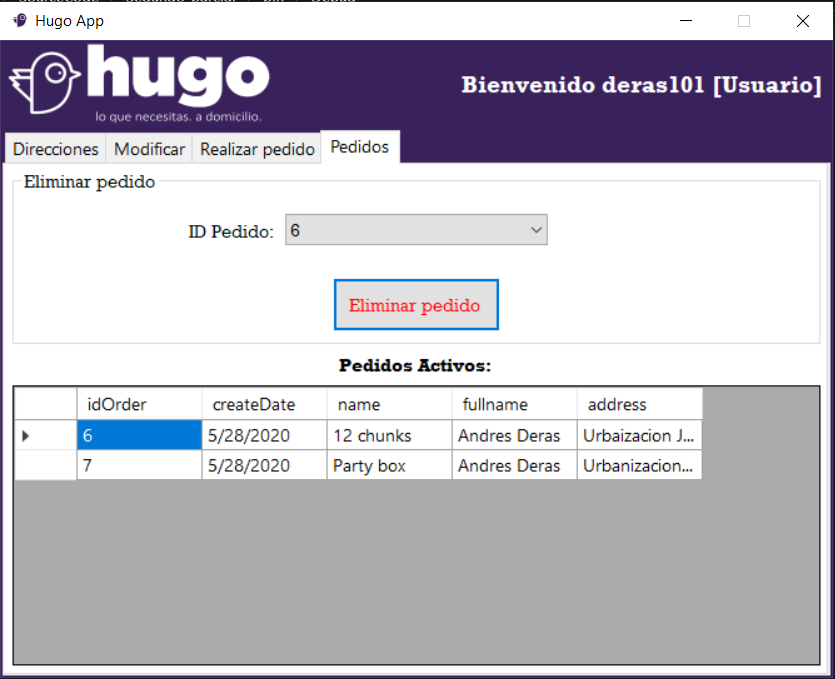 Hugo App
hugo
lo que necesitas. a domicilio.
Bienvenido deras101 [Usuario]
Direcciones Modificar Realizar pedido Pedidos
Eliminar pedido
ID Pedido: 6
Eliminar pedido
Pedidos Activos:
idOrder createDate name fullname address
6 5/28/2020 12 chunks Andres Deras Urbaizacion J...
7 5/28/2020 Party box Andres Deras Urbanizacion...